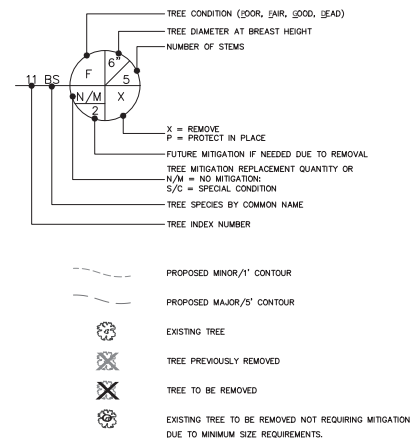 TREE CONDITION (POOR, FAIR, GOOD, DEAD)
TREE DIAMETER AT BREAST HEIGHT
NUMBER OF STEMS
F
6"
5
11 BS
N/M
X
2
X = REMOVE
P = PROTECT IN PLACE
FUTURE MITIGATION IF NEEDED DUE TO REMOVAL
TREE MITIGATION REPLACEMENT QUANTITY OR
N/M = NO MITIGATION:
S/C = SPECIAL CONDITION
TREE SPECIES BY COMMON NAME
TREE INDEX NUMBER
PROPOSED MINOR/1' CONTOUR
PROPOSED MAJOR/5' CONTOUR
EXISTING TREE
TREE PREVIOUSLY REMOVED
TREE TO BE REMOVED
EXISTING TREE TO BE REMOVED NOT REQUIRING MITIGATION
DUE TO MINIMUM SIZE REQUIREMENTS.